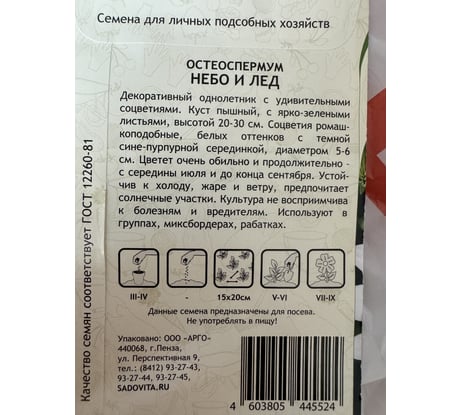 Семена для личных подсобных хозяйств
ОСТЕОСПЕРМУМ
НЕБО И ЛЕД
Декоративный однолетник с удивительными
соцветиями. Куст пышный, с ярко-зелеными
листьями, высотой 20-30 см. Соцветия ромаш-
коподобные, белых оттенков с темной
сине-пурпурной серединкой, диаметром 5-6
см. Цветет очень обильно и продолжительно -
с середины июля и до конца сентября. Устой-
чив к холоду, жаре и ветру, предпочитает
солнечные участки. Культура не восприимчива
к болезням и вредителям. Используют в
группах, миксбордерах, рабатках.
III-IV - 15x20см V-VI VII-IX
Данные семена предназначены для посева.
Не употреблять в пищу!
Упаковано: ООО «АРГО»
440068, г.Пенза,
ул. Перспективная 9,
тел.: (8412) 93-27-43,
93-27-44, 93-27-45,
SADOVITA.RU
4 603805 445524
Качество семян соответствует ГОСТ 12260-81